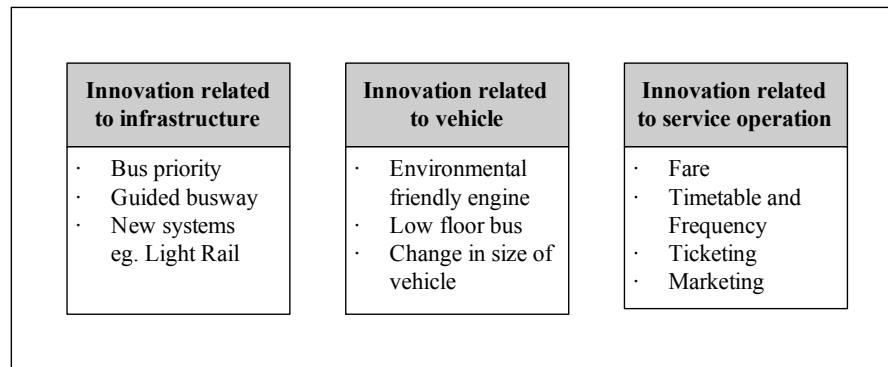 Innovation related
to infrastructure
· Bus priority
· Guided busway
· New systems
eg. Light Rail
Innovation related
to vehicle
· Environmental
friendly engine
· Low floor bus
· Change in size of
vehicle
Innovation related
to service operation
· Fare
· Timetable and
Frequency
· Ticketing
· Marketing